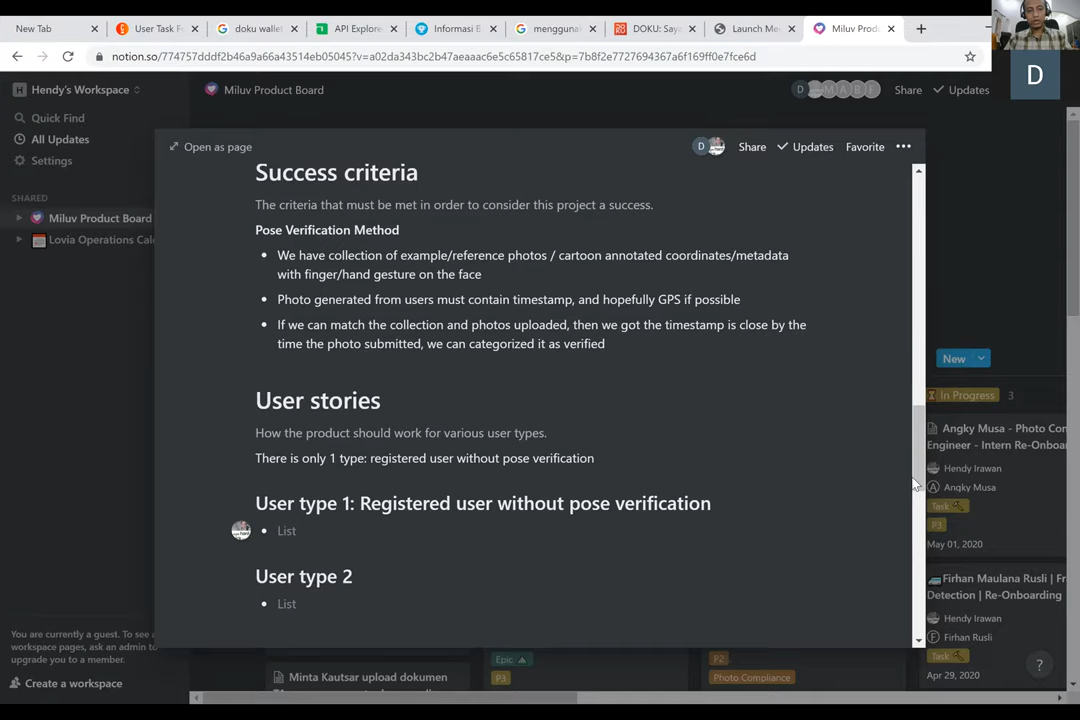 New Tab
User Task F
doku wallet
API Explore
Informasi B
menggunak
DOKU: Saya
Launch Me
Miluv Produ
notion.so/774757dddf2b46a9a66a43514eb05045?v=a02da343bc2b47aeaaac6e5c65817ce5&p=7b8f2e7727694367a6f169ff0e7fce6d
D
H Hendy's Workspace
Miluv Product Board
D M A B F
Share
Updates
Quick Find
All Updates
Settings
SHARED
Miluv Product Board
Lovia Operations Cal
Open as page
D
Share
Updates
Favorite
Success criteria
The criteria that must be met in order to consider this project a success.
Pose Verification Method
We have collection of example/reference photos / cartoon annotated coordinates/metadata
with finger/hand gesture on the face
Photo generated from users must contain timestamp, and hopefully GPS if possible
If we can match the collection and photos uploaded, then we got the timestamp is close by the
time the photo submitted, we can categorized it as verified
User stories
How the product should work for various user types.
There is only 1 type: registered user without pose verification
User type 1: Registered user without pose verification
List
User type 2
List
New
In Progress 3
Angky Musa - Photo Con
Engineer - Intern Re-Onboa
Hendy Irawan
A Angky Musa
Task
P3
May 01, 2020
Firhan Maulana Rusli | Fr
Detection | Re-Onboarding
Hendy Irawan
F Firhan Rusli
Task
Apr 29, 2020
Epic
P3
P2
Photo Compliance
Minta Kautsar upload dokumen
You are currently a guest. To see
workspace pages, ask an admin to
upgrade you to a member.
Create a workspace
?